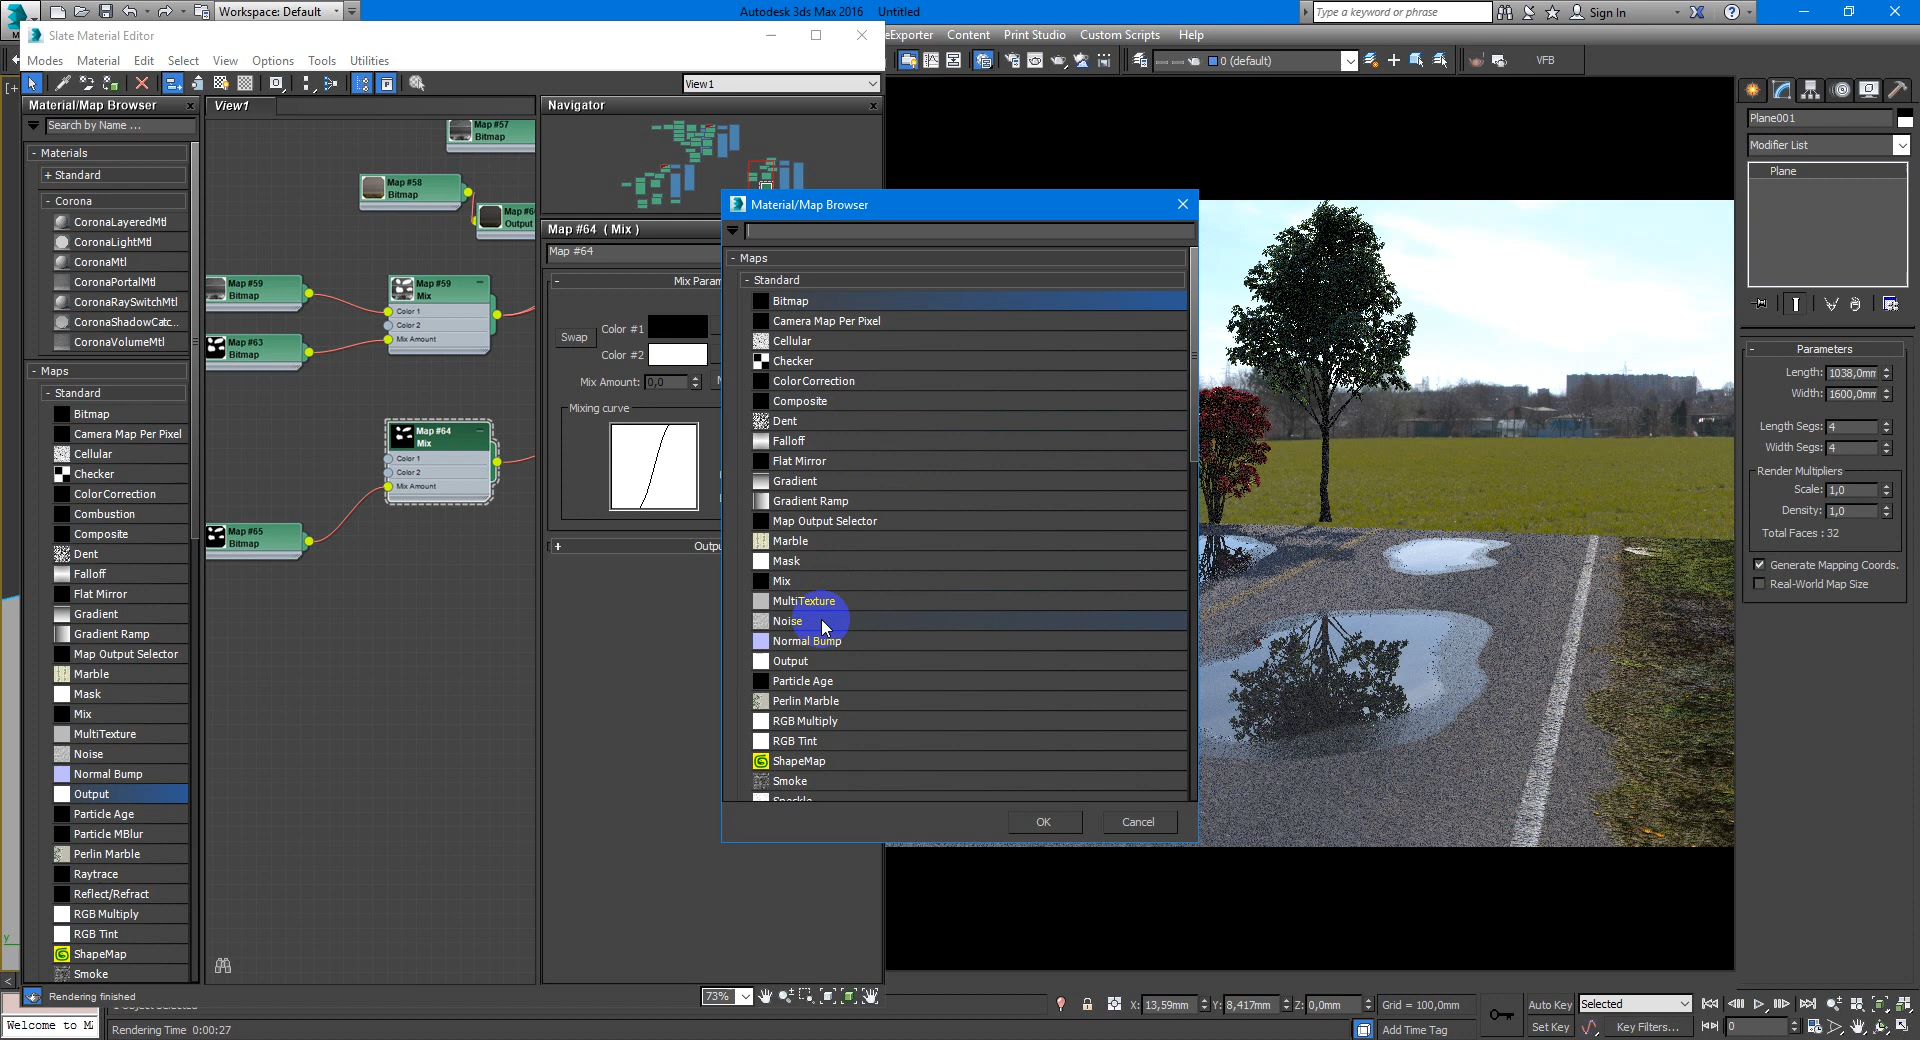 Workspace: Default
Autodesk 3ds Max 2016 Untitled
Type a keyword or phrase
Sign In
Slate Material Editor
Modes Material Edit Select View Options Tools Utilities
eExporter Content Print Studio Custom Scripts Help
View1
0 (default)
VFB
Material/Map Browser
View1
Navigator
Search by Name ...
- Materials
+ Standard
- Corona
CoronaLayeredMtl
CoronaLightMtl
CoronaMtl
CoronaPortalMtl
CoronaRaySwitchMtl
CoronaShadowCatc...
CoronaVolumeMtl
- Maps
- Standard
Bitmap
Camera Map Per Pixel
Cellular
Checker
Color Correction
Combustion
Composite
Dent
Falloff
Flat Mirror
Gradient
Gradient Ramp
Map Output Selector
Marble
Mask
Mix
MultiTexture
Noise
Normal Bump
Output
Particle Age
Particle MBlur
Perlin Marble
Raytrace
Reflect/Refract
RGB Multiply
RGB Tint
ShapeMap
Smoke
Map #57
Bitmap
Map #58
Bitmap
Output
Map #59
Bitmap
Map #59
Mix
Color 1
Color 2
Mix Amount
Map #63
Bitmap
Map #64
Mix
Color 1
Color 2
Mix Amount
Map #65
Bitmap
Map #64 ( Mix )
Map #64
- Mix Param
Swap
Color #1
Color #2
Mix Amount: 0,0
Mixing curve
+ Outpu
Material/Map Browser
- Maps
- Standard
Bitmap
Camera Map Per Pixel
Cellular
Checker
Color Correction
Composite
Dent
Falloff
Flat Mirror
Gradient
Gradient Ramp
Map Output Selector
Marble
Mask
Mix
MultiTexture
Noise
Normal Bump
Output
Particle Age
Perlin Marble
RGB Multiply
RGB Tint
ShapeMap
Smoke
Speckle
OK Cancel
Plane001
Modifier List
Plane
- Parameters
Length: 1038,0mm
Width: 1600,0mm
Length Segs: 4
Width Segs: 4
Render Multipliers
Scale: 1,0
Density: 1,0
Total Faces : 32
Generate Mapping Coords.
Real-World Map Size
Rendering finished
73%
X: 13,59mm Y: 8,417mm Z: 0,0mm Grid = 100,0mm
Auto Key Selected
Welcome to M
Rendering Time 0:00:27
Add Time Tag
Set Key Key Filters... 0
y